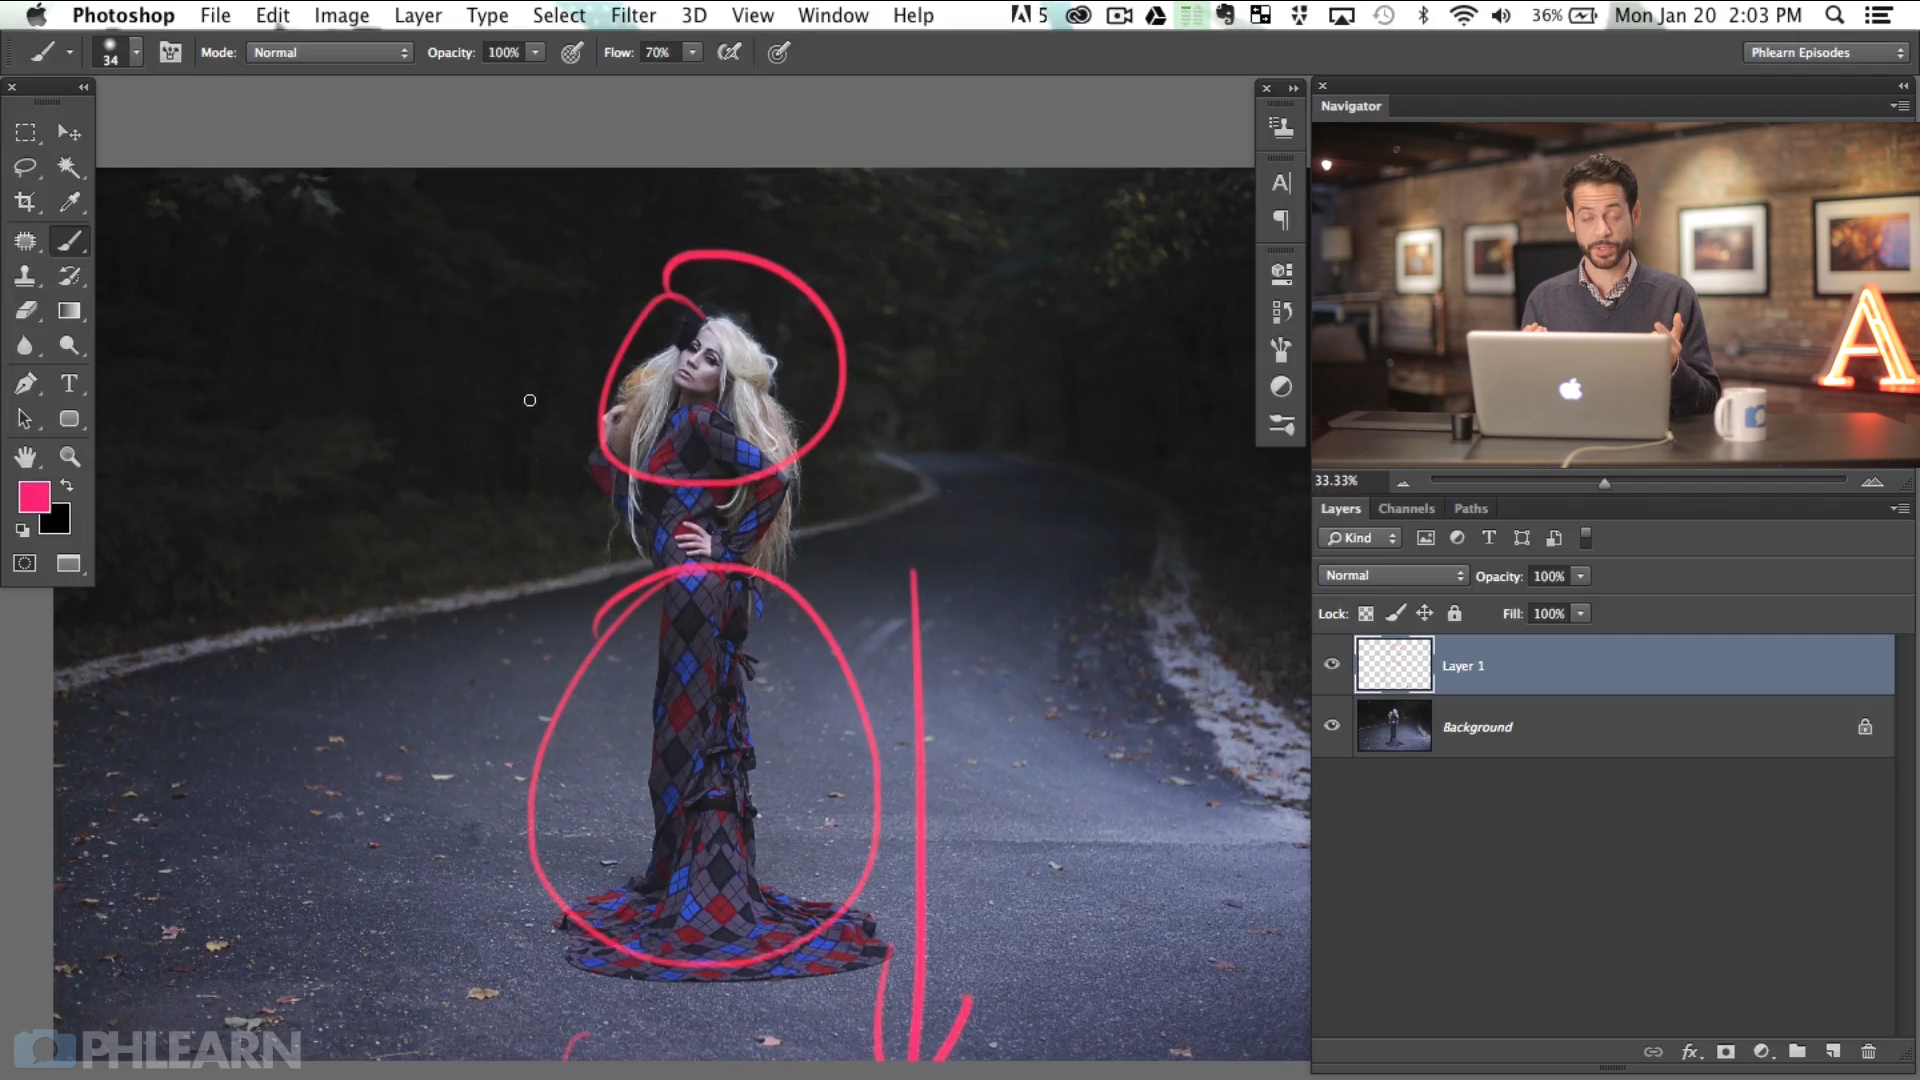 Photoshop File Edit Image Layer Type Select Filter 3D View Window Help 5 36% Mon Jan 20 2:03 PM
34 Mode: Normal Opacity: 100% Flow: 70% Phlearn Episodes
Navigator
A
33.33%
Layers Channels Paths
Kind
Normal Opacity: 100%
Lock: Fill: 100%
Layer 1
Background
PHLEARN